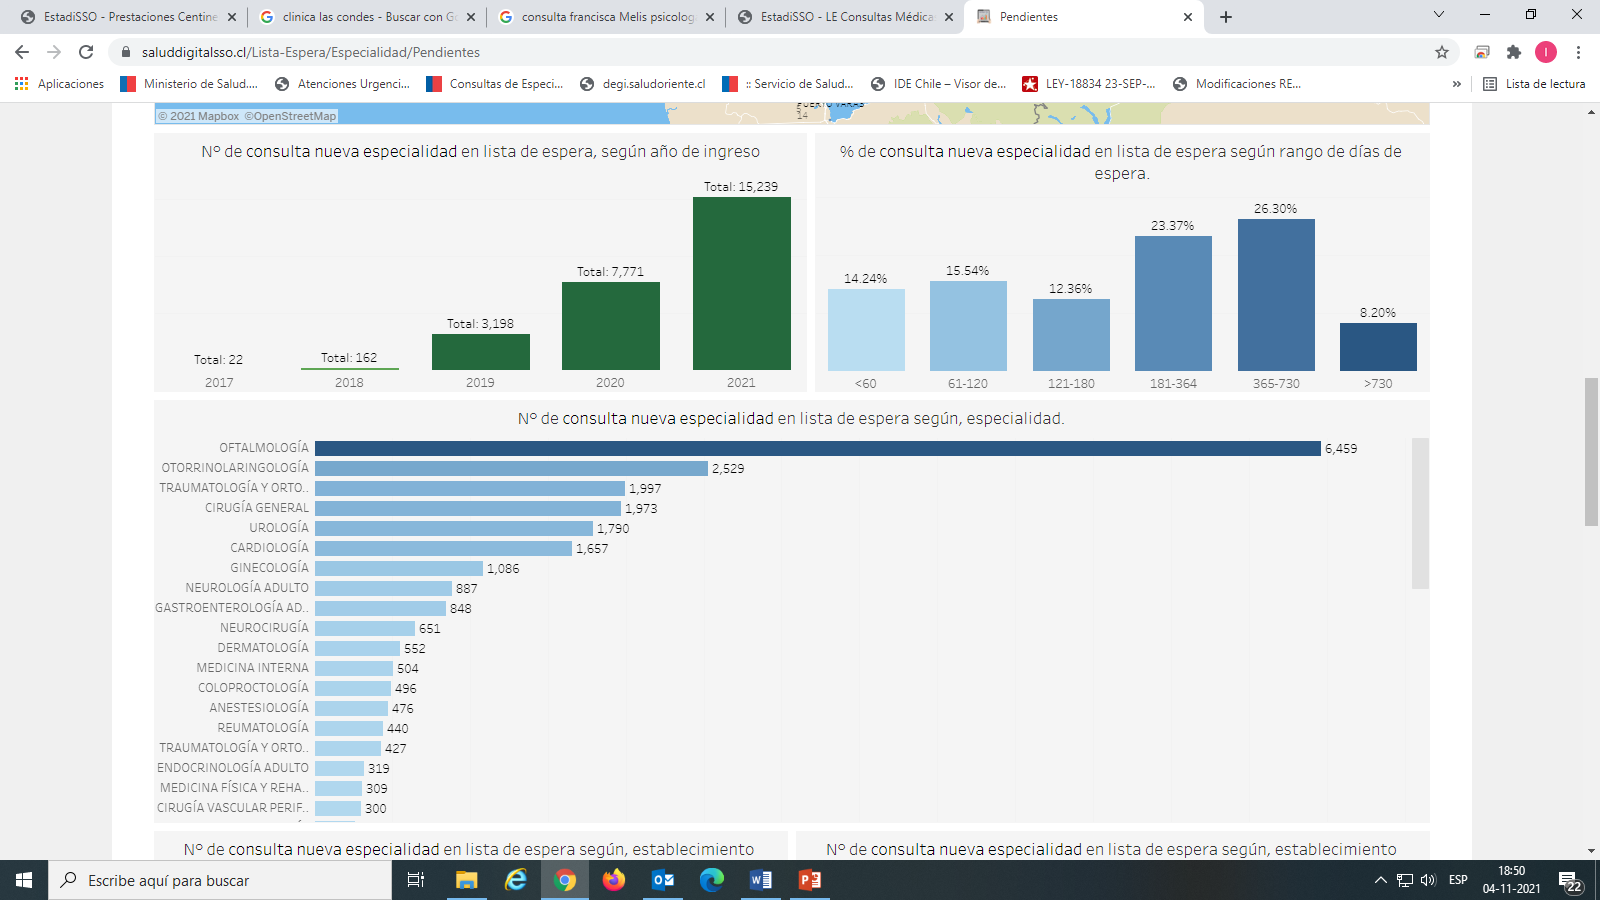 EstadiSSO - Prestaciones Centine
clinica las condes - Buscar con Go
consulta francisca Melis psicolog
EstadiSSO - LE Consultas Médica
Pendientes
saluddigitalsso.cl/Lista-Espera/Especialidad/Pendientes
I
Aplicaciones
Ministerio de Salud....
Atenciones Urgenci...
Consultas de Especi...
degi.saludoriente.cl
:: Servicio de Salud...
IDE Chile – Visor de...
LEY-18834 23-SEP-...
Modificaciones RE...
»
Lista de lectura
PUERTO VARAS
14
© 2021 Mapbox ©OpenStreetMap
Nº de consulta nueva especialidad en lista de espera, según año de ingreso
Total: 15,239
Total: 7,771
Total: 3,198
Total: 162
Total: 22
2017
2018
2019
2020
2021
% de consulta nueva especialidad en lista de espera según rango de días de
espera.
14.24%
15.54%
12.36%
23.37%
26.30%
8.20%
<60
61-120
121-180
181-364
365-730
>730
Nº de consulta nueva especialidad en lista de espera según, especialidad.
OFTALMOLOGÍA 6,459
OTORRINOLARINGOLOGÍA 2,529
TRAUMATOLOGÍA Y ORTO.. 1,997
CIRUGÍA GENERAL 1,973
UROLOGÍA 1,790
CARDIOLOGÍA 1,657
GINECOLOGÍA 1,086
NEUROLOGÍA ADULTO 887
GASTROENTEROLOGÍA AD.. 848
NEUROCIRUGÍA 651
DERMATOLOGÍA 552
MEDICINA INTERNA 504
COLOPROCTOLOGÍA 496
ANESTESIOLOGÍA 476
REUMATOLOGÍA 440
TRAUMATOLOGÍA Y ORTO.. 427
ENDOCRINOLOGÍA ADULTO 319
MEDICINA FÍSICA Y REHA.. 309
CIRUGÍA VASCULAR PERIF.. 300
Nº de consulta nueva especialidad en lista de espera según, establecimiento
Nº de consulta nueva especialidad en lista de espera según, establecimiento
Escribe aquí para buscar
ESP
18:50
04-11-2021
22